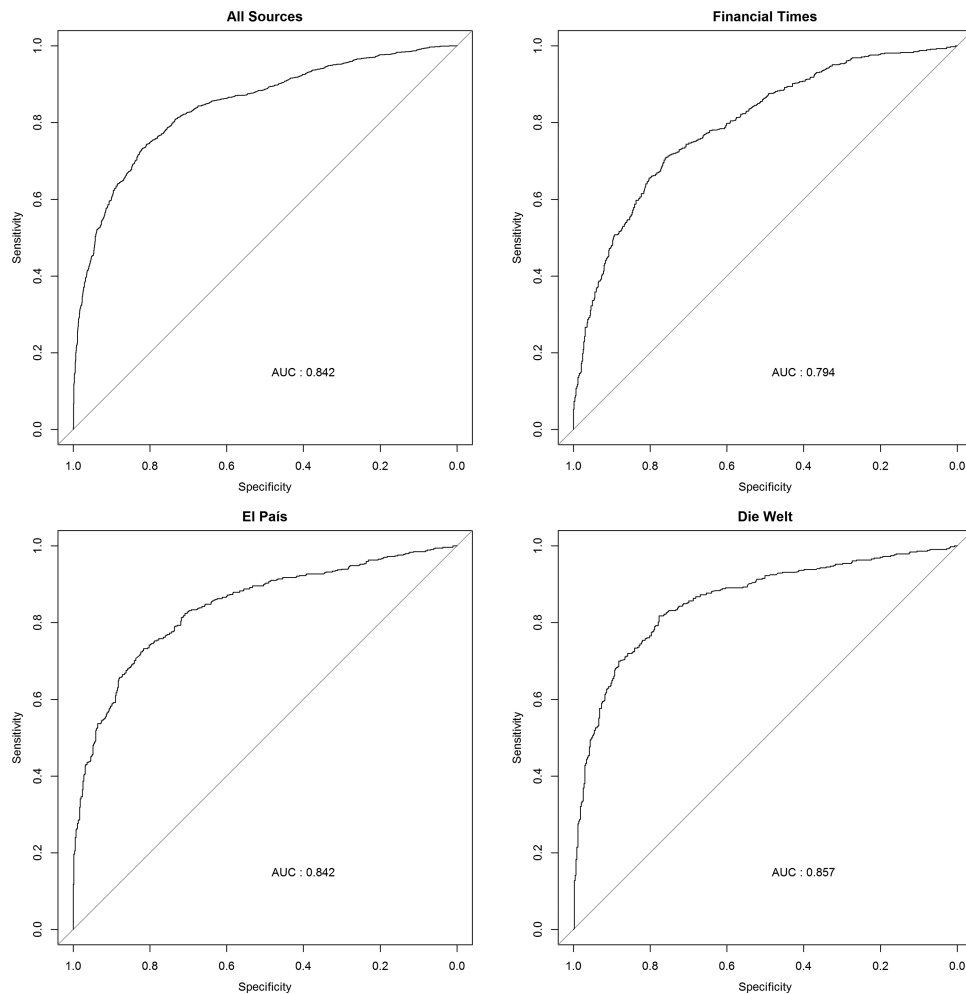 All Sources
Sensitivity
1.0
0.8
0.6
0.4
0.2
0.0
AUC : 0.842
1.0 0.8 0.6 0.4 0.2 0.0
Specificity
Financial Times
Sensitivity
1.0
0.8
0.6
0.4
0.2
0.0
AUC : 0.794
1.0 0.8 0.6 0.4 0.2 0.0
Specificity
El País
Sensitivity
1.0
0.8
0.6
0.4
0.2
0.0
AUC : 0.842
1.0 0.8 0.6 0.4 0.2 0.0
Specificity
Die Welt
Sensitivity
1.0
0.8
0.6
0.4
0.2
0.0
AUC : 0.857
1.0 0.8 0.6 0.4 0.2 0.0
Specificity